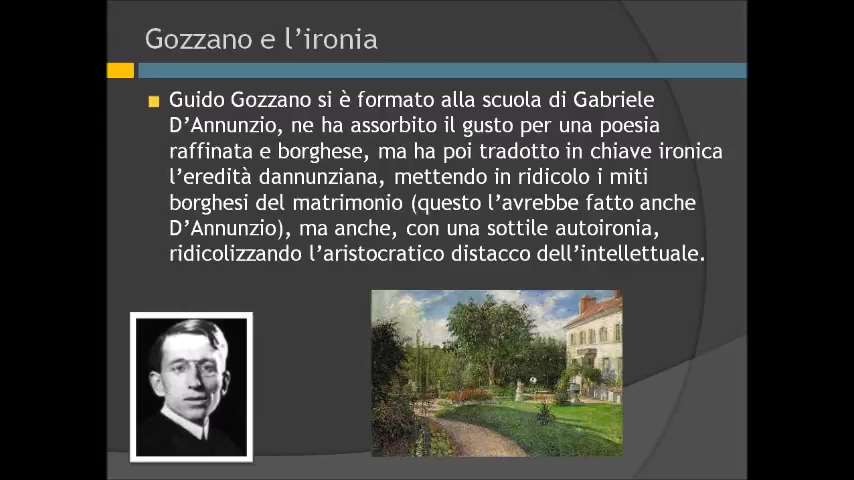 Gozzano e l’ironia
Guido Gozzano si è formato alla scuola di Gabriele
D’Annunzio, ne ha assorbito il gusto per una poesia
raffinata e borghese, ma ha poi tradotto in chiave ironica
l’eredità dannunziana, mettendo in ridicolo i miti
borghesi del matrimonio (questo l’avrebbe fatto anche
D’Annunzio), ma anche, con una sottile autoironia,
ridicolizzando l’aristocratico distacco dell’intellettuale.